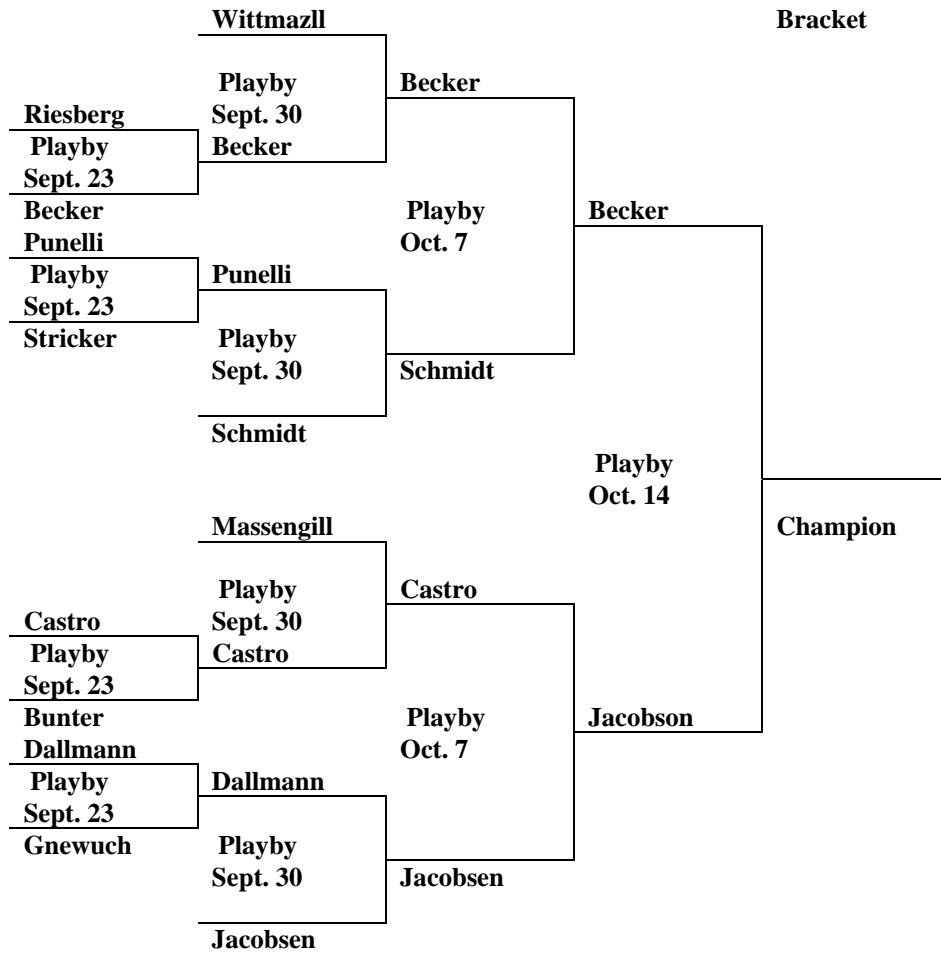 Wittmazll
Bracket
Playby
Sept. 30
Becker
Riesberg
Becker
Playby
Sept. 23
Becker
Playby
Oct. 7
Becker
Punelli
Playby
Sept. 23
Punelli
Stricker
Playby
Sept. 30
Schmidt
Schmidt
Playby
Oct. 14
Massengill
Champion
Playby
Sept. 30
Castro
Castro
Castro
Playby
Sept. 23
Bunter
Playby
Oct. 7
Jacobson
Dallmann
Playby
Sept. 23
Dallmann
Gnewuch
Playby
Sept. 30
Jacobsen
Jacobsen